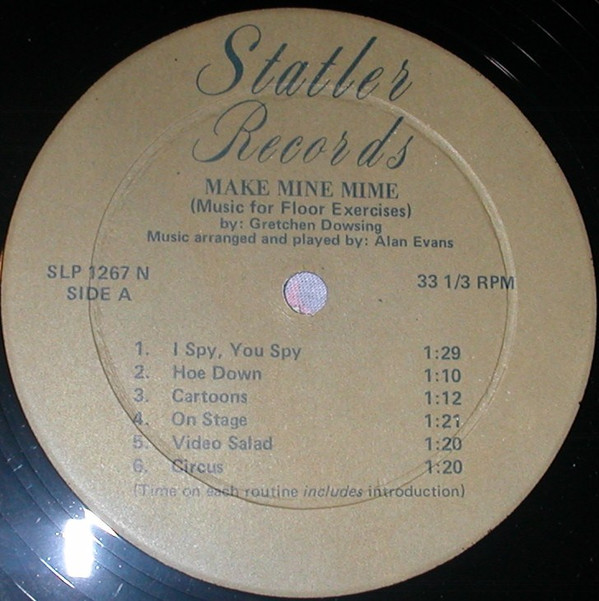 Statler
Records
MAKE MINE MIME
(Music for Floor Exercises)
by: Gretchen Dowsing
Music arranged and played by: Alan Evans
SLP 1267 N
SIDE A
33 1/3 RPM
1. I Spy, You Spy 1:29
2. Hoe Down 1:10
3. Cartoons 1:12
4. On Stage 1:21
5. Video Salad 1:20
6. Circus 1:20
(Time on each routine includes introduction)